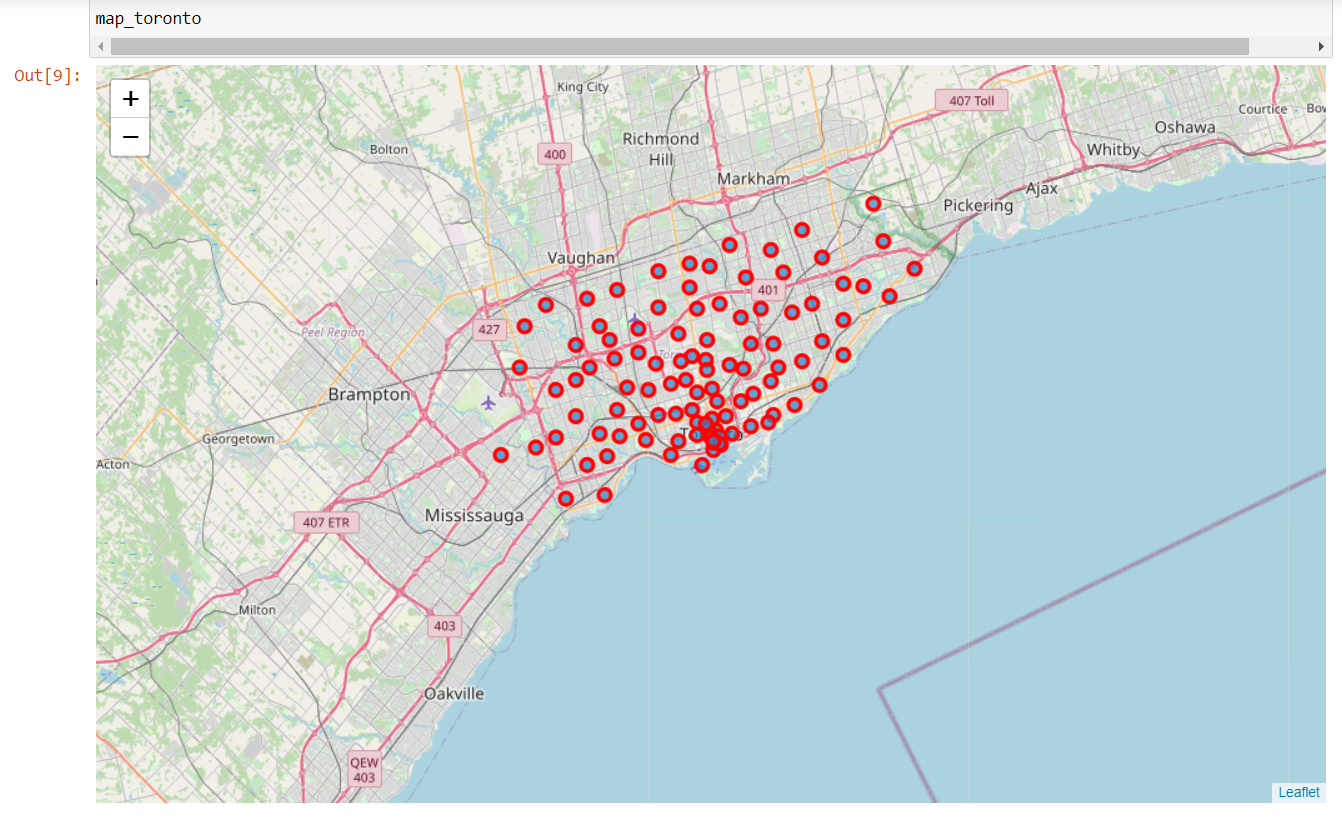 map_toronto
Out[9]:
+
−
King City
407 Toll
Courtice
Oshawa
Richmond
Hill
Bolton
400
Whitby
Markham
Ajax
Pickering
Vaughan
401
427
Peel Region
Brampton
Georgetown
Acton
Mississauga
407 ETR
Milton
403
Oakville
QEW
403
Leaflet